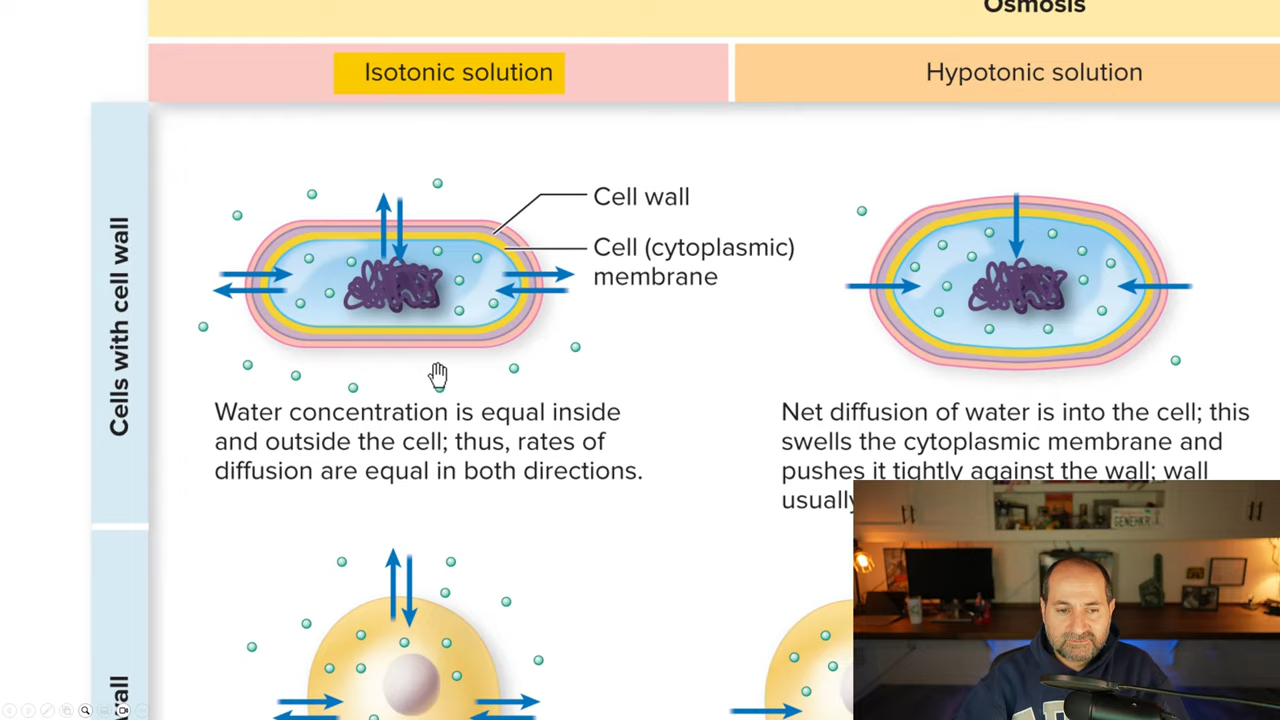 Osmosis
Isotonic solution
Hypotonic solution
Cells with cell wall
Cell wall
Cell (cytoplasmic)
membrane
Water concentration is equal inside
and outside the cell; thus, rates of
diffusion are equal in both directions.
Net diffusion of water is into the cell; this
swells the cytoplasmic membrane and
pushes it tightly against the wall; wall
usually
wall
GENEHKR